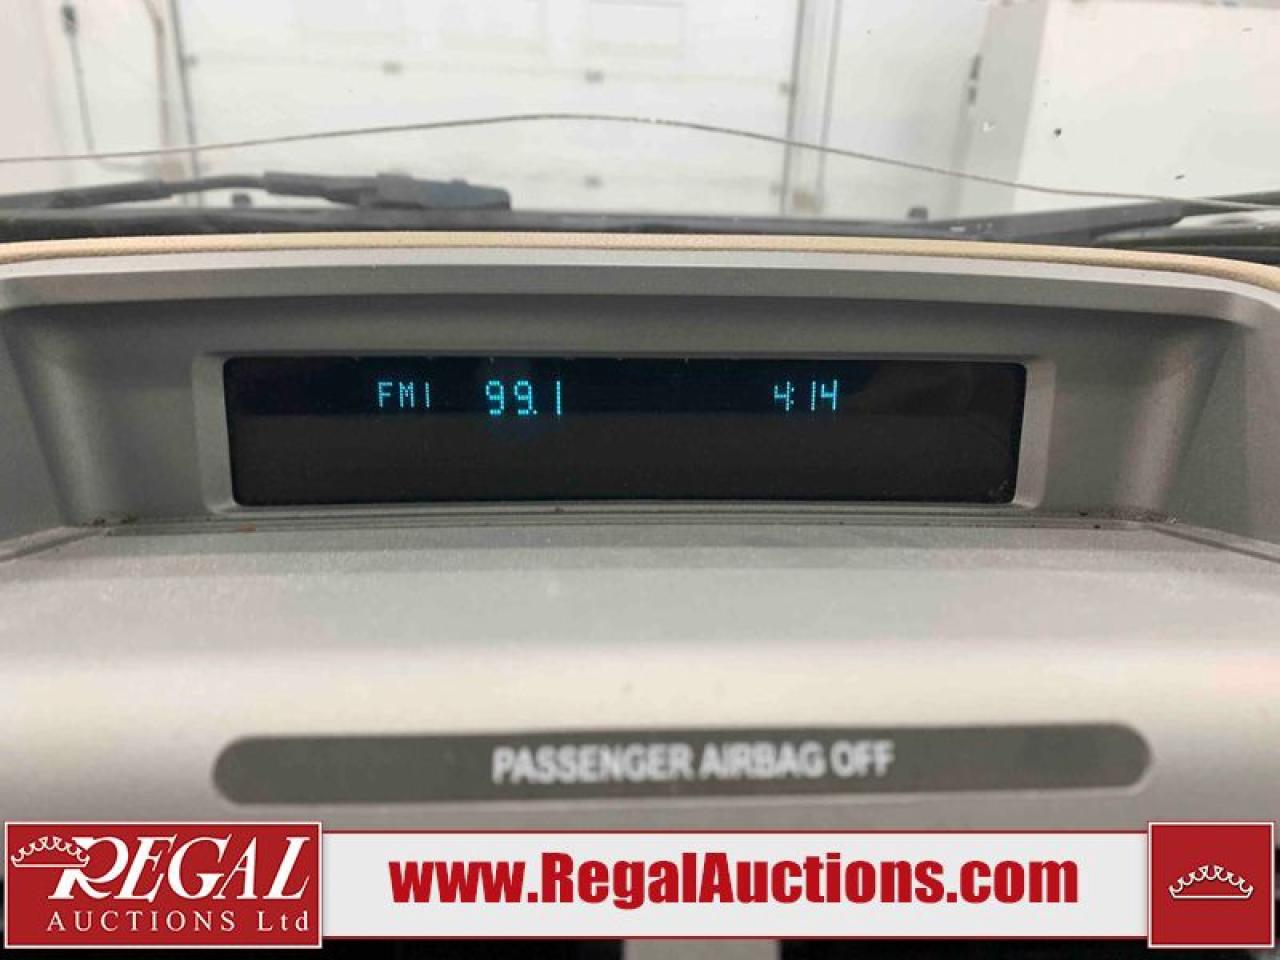 FM1 99.1 4:14
PASSENGER AIRBAG OFF
REGAL
AUCTIONS Ltd
www.RegalAuctions.com